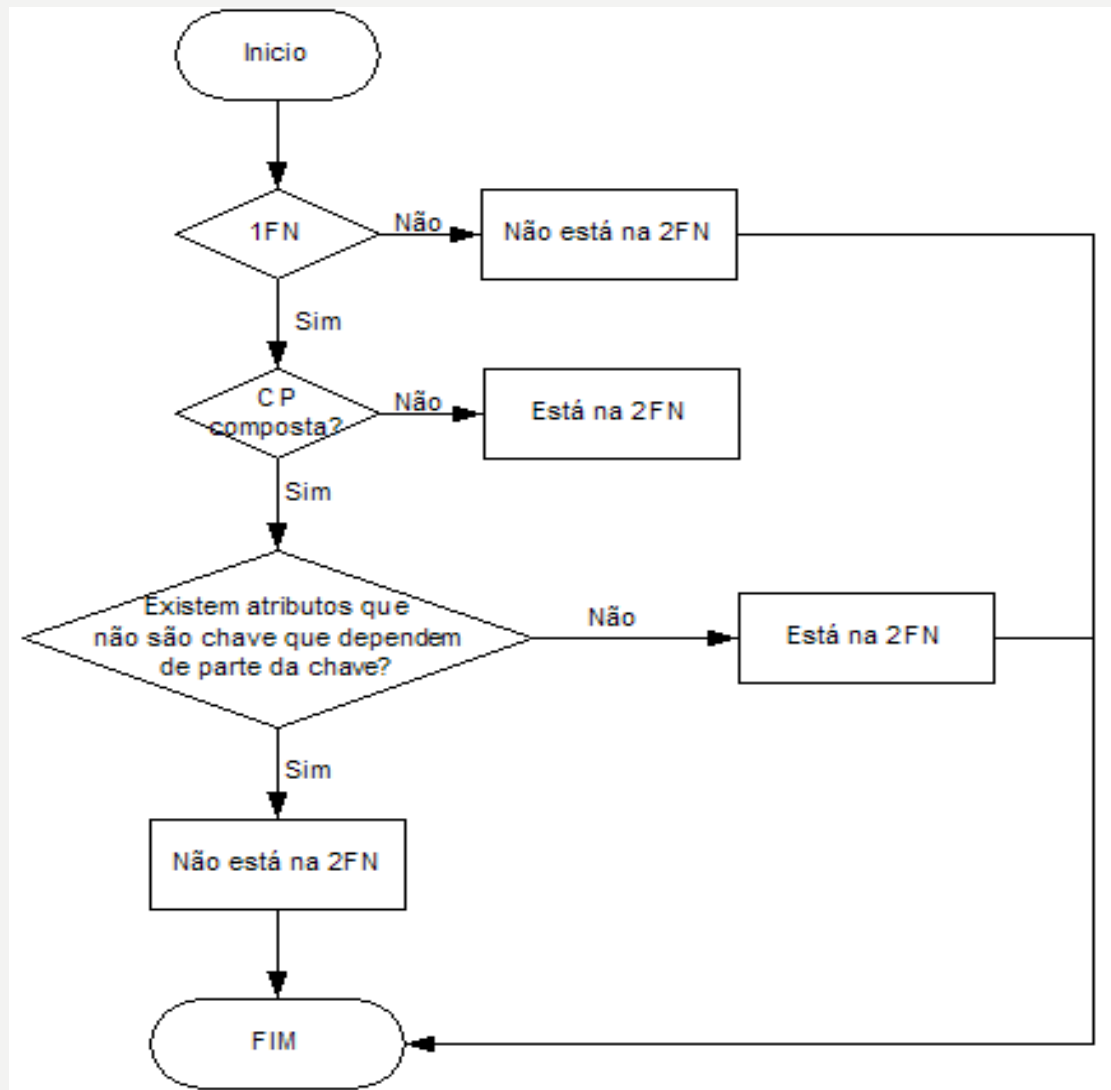 Inicio
1FN
Não
Não está na 2FN
Sim
CP
composta?
Não
Está na 2FN
Sim
Existem atributos que
não são chave que dependem
de parte da chave?
Não
Está na 2FN
Sim
Não está na 2FN
FIM